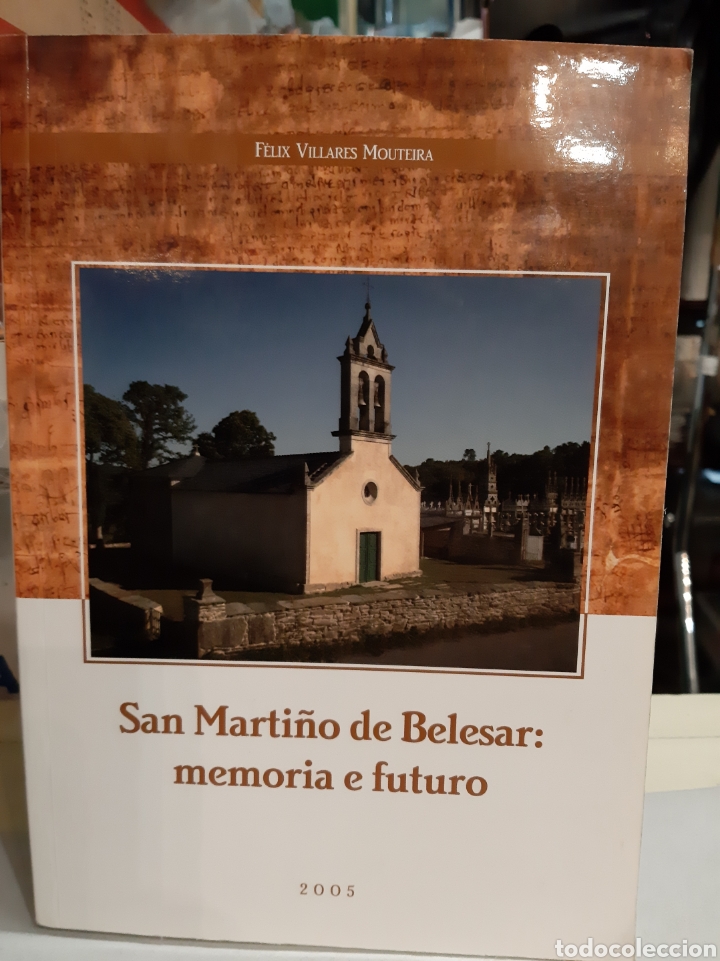 FÉLIX VILLARES MOUTEIRA
San Martiño de Belesar:
memoria e futuro
2005
todocoleccion